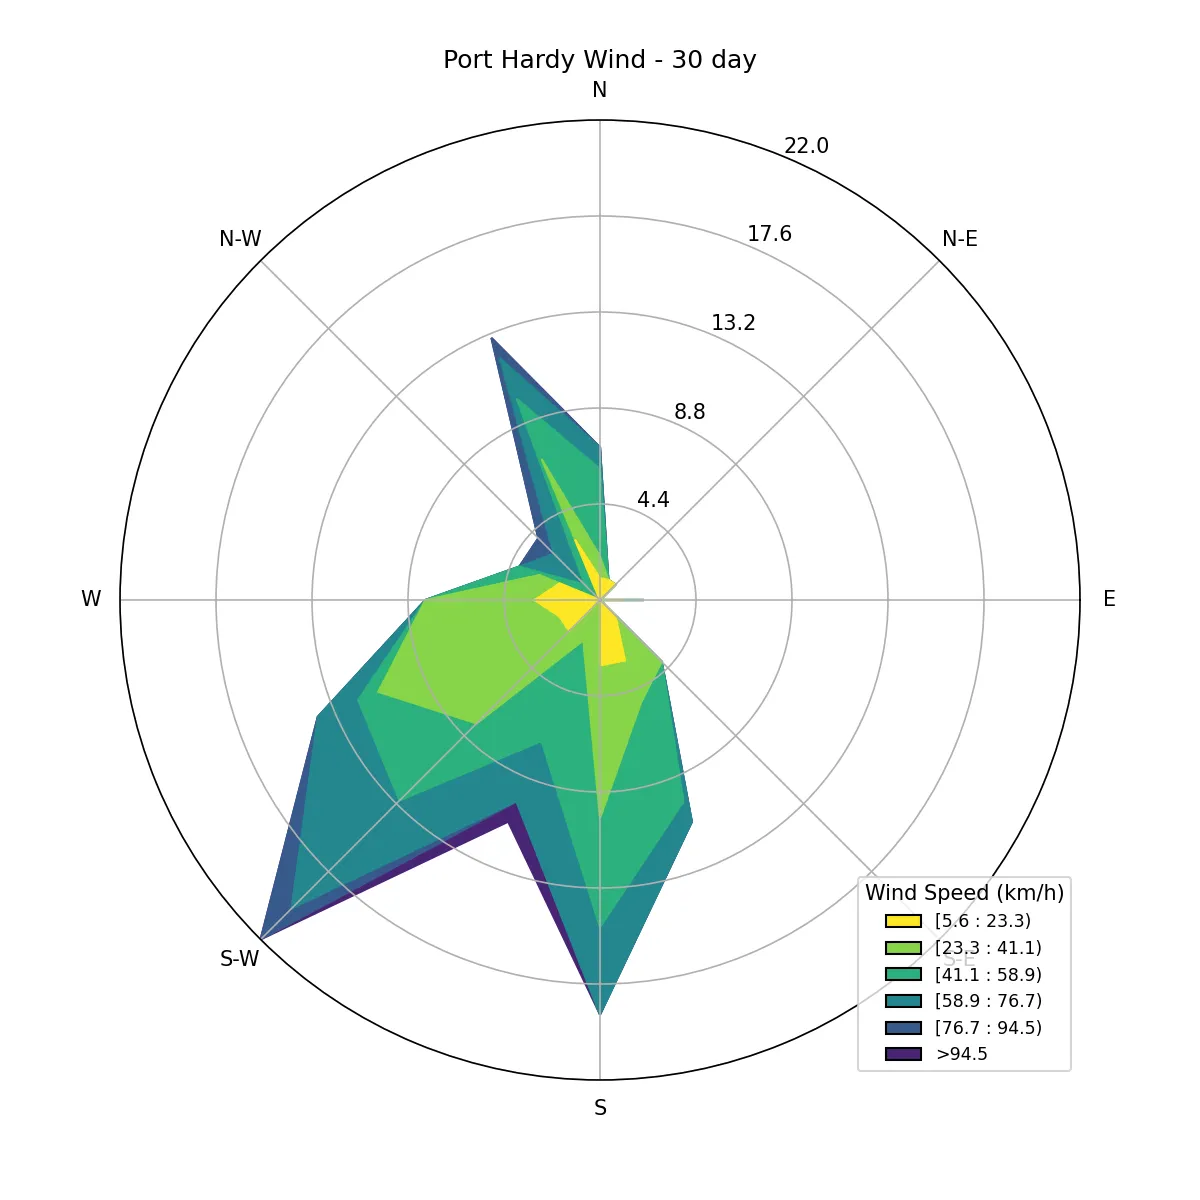 Port Hardy Wind - 30 day
N
22.0
17.6
N-W
N-E
13.2
8.8
4.4
W
E
S-W
S-E
Wind Speed (km/h)
[5.6 : 23.3)
[23.3 : 41.1)
[41.1 : 58.9)
[58.9 : 76.7)
[76.7 : 94.5)
>94.5
S